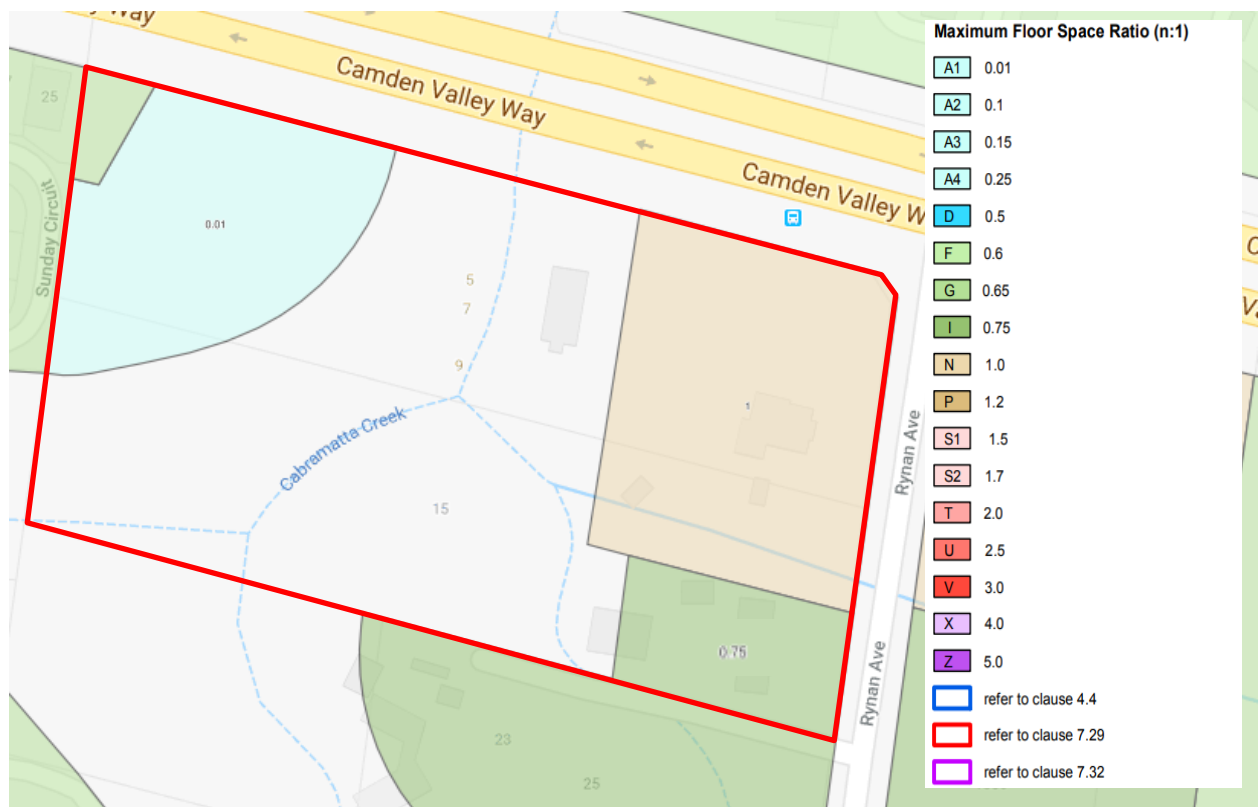 Way
Camden Valley Way
Camden Valley W
C
Va
25
Sunday Circuit
0.01
5
7
9
Cabramatta Creek
15
1
Rynan Ave
0.75
Rynan Ave
23
25
Maximum Floor Space Ratio (n:1)
A1 0.01
A2 0.1
A3 0.15
A4 0.25
D 0.5
F 0.6
G 0.65
I 0.75
N 1.0
P 1.2
S1 1.5
S2 1.7
T 2.0
U 2.5
V 3.0
X 4.0
Z 5.0
refer to clause 4.4
refer to clause 7.29
refer to clause 7.32